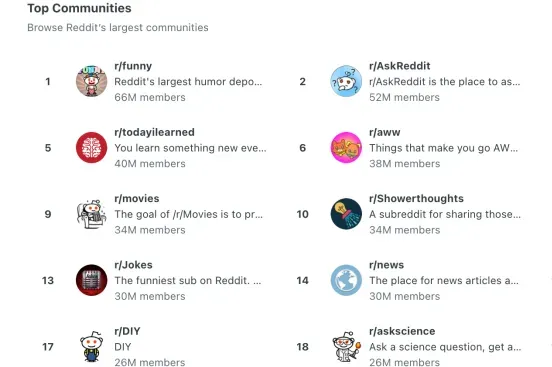 Top Communities
Browse Reddit's largest communities
1
r/funny
Reddit's largest humor depo...
66M members
2
r/AskReddit
r/AskReddit is the place to as...
52M members
5
r/todayilearned
You learn something new eve...
40M members
6
r/aww
Things that make you go AW...
38M members
9
r/movies
The goal of /r/Movies is to pr...
34M members
10
r/Showerthoughts
A subreddit for sharing those...
34M members
13
r/Jokes
The funniest sub on Reddit. ...
30M members
14
r/news
The place for news articles a...
30M members
17
r/DIY
DIY
26M members
18
r/askscience
Ask a science question, get a...
26M members